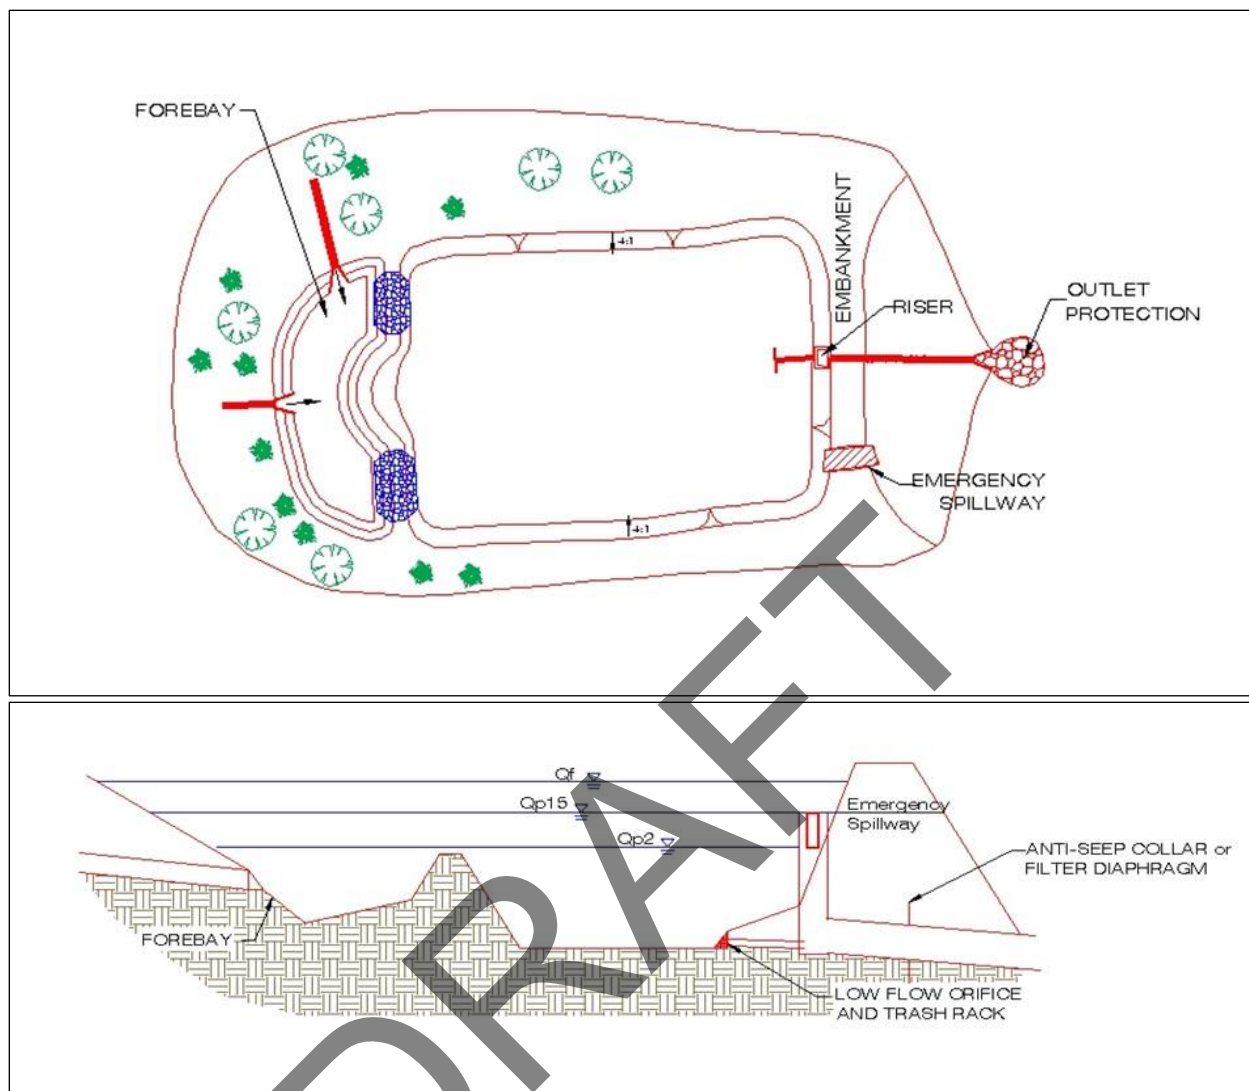 FOREBAY
4:1
EMBANKMENT
RISER
OUTLET
PROTECTION
EMERGENCY
SPILLWAY
4:1
DRAFT
Qf
Qp15
Qp2
Emergency
Spillway
ANTI-SEEP COLLAR or
FILTER DIAPHRAGM
FOREBAY
LOW FLOW ORIFICE
AND TRASH RACK